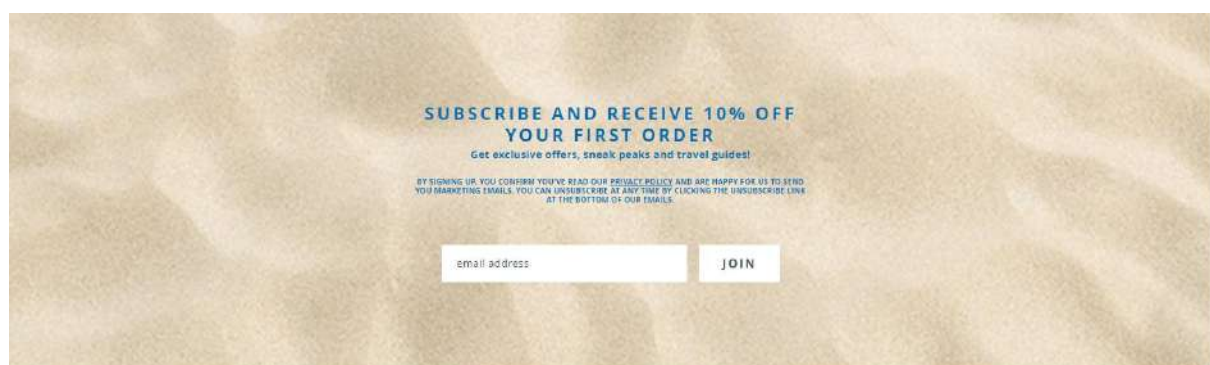 SUBSCRIBE AND RECEIVE 10% OFF
YOUR FIRST ORDER
Get exclusive offers, sneak peaks and travel guides!
BY SIGNING UP, YOU CONFIRM YOU'VE READ OUR PRIVACY POLICY AND ARE HAPPY FOR US TO SEND
YOU MARKETING EMAILS. YOU CAN UNSUBSCRIBE AT ANY TIME BY CLICKING THE UNSUBSCRIBE LINK
AT THE BOTTOM OF OUR EMAILS.
email address
JOIN